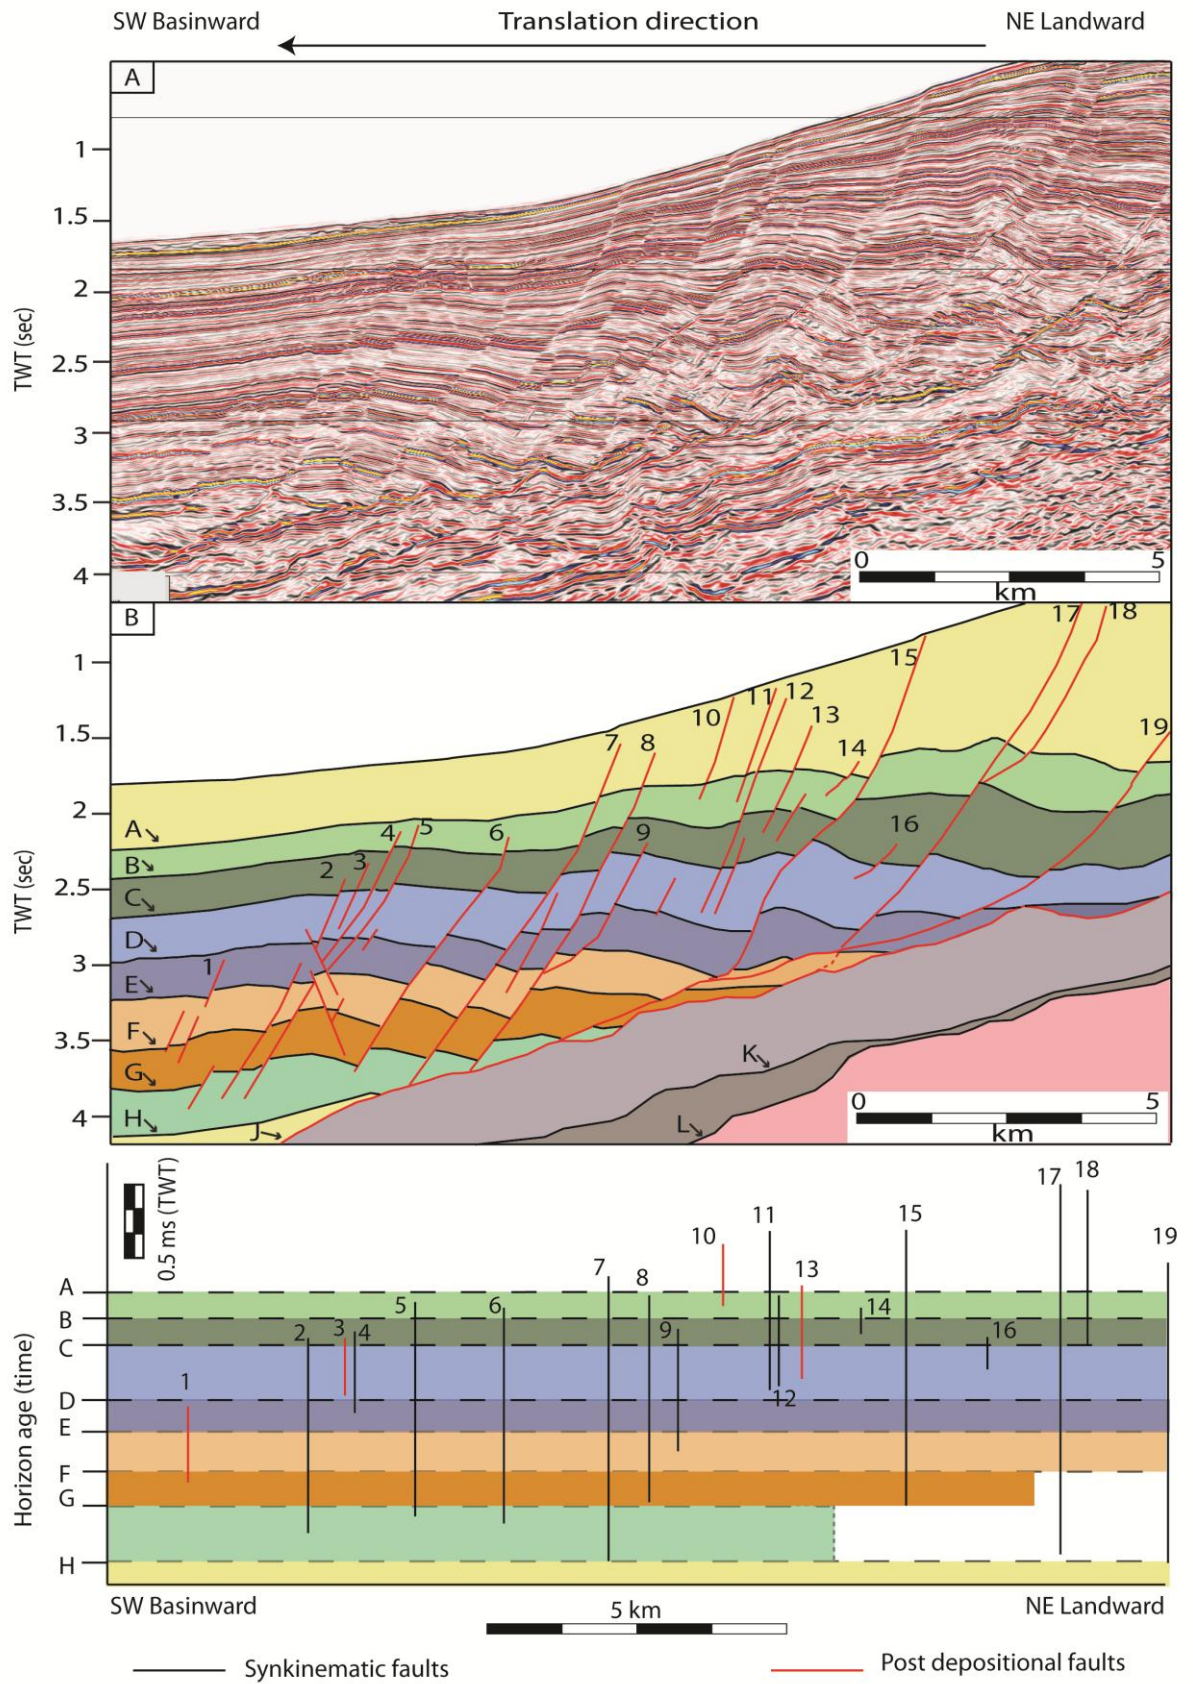 SW Basinward Translation direction NE Landward
A
1
1.5
2
2.5
3
3.5
4
TWT (sec)
0 5
km
B
1
1.5
2
2.5
3
3.5
4
TWT (sec)
17 18
15
19
10 11 12 13
7 8
14
4 5 6 9 16
2 3
1
A
B
C
D
E
F
G
H
J
K
L
0 5
km
0.5 ms (TWT)
17 18
11 15 19
10
7 8 13
5 6 14
2 3 4 9 16
1
12
A
B
C
D
E
F
G
H
Horizon age (time)
SW Basinward 5 km NE Landward
Synkinematic faults Post depositional faults